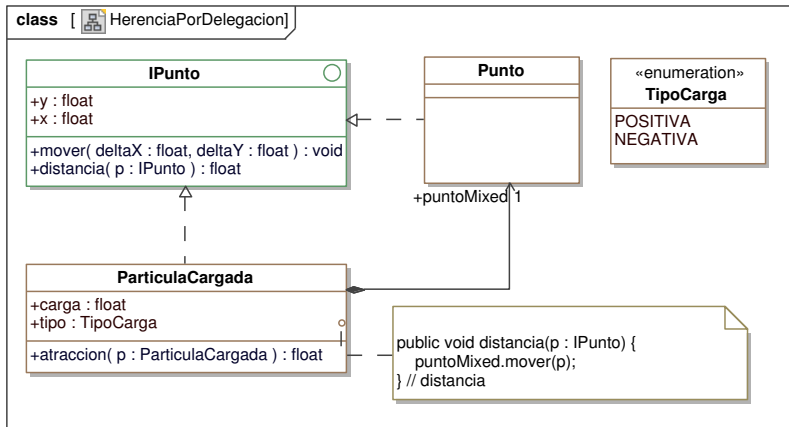 class [ HerenciaPorDelegacion]
IPunto
+y : float
+x : float
+mover( deltaX : float, deltaY : float ) : void
+distancia( p : IPunto ) : float
Punto
«enumeration»
TipoCarga
POSITIVA
NEGATIVA
+puntoMixed 1
ParticulaCargada
+carga : float
+tipo : TipoCarga
+atraccion( p : ParticulaCargada ) : float
public void distancia(p : IPunto) {
puntoMixed.mover(p);
} // distancia